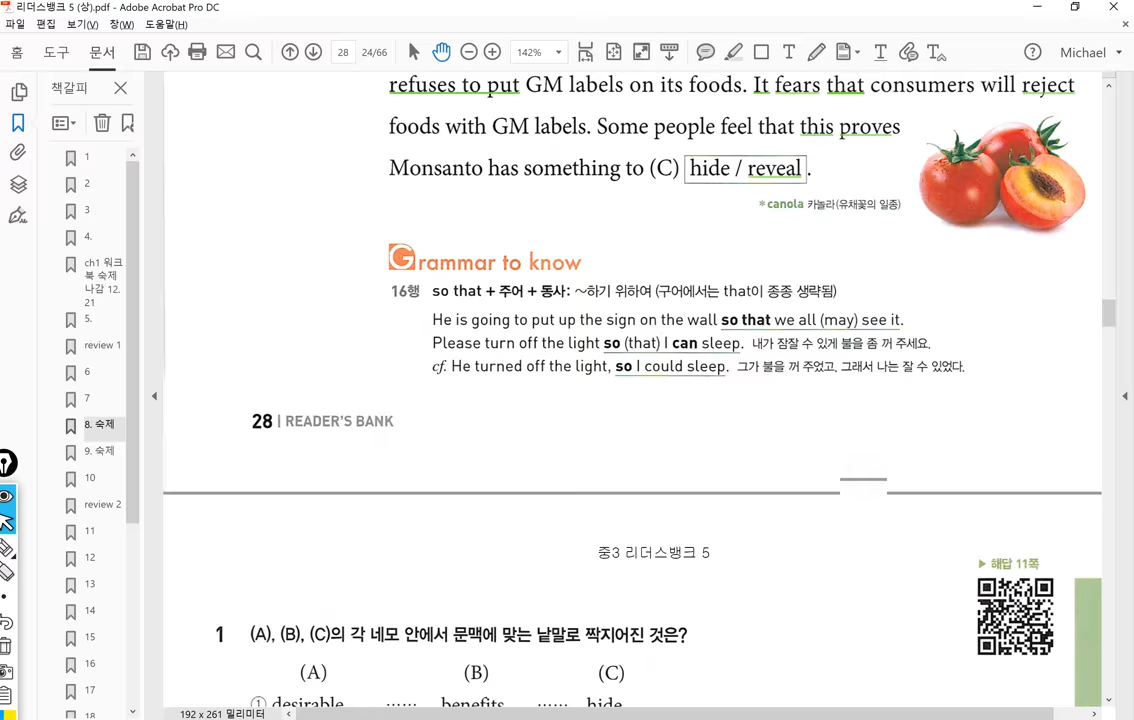 리더스뱅크 5 (상).pdf - Adobe Acrobat Pro DC
파일 편집 보기(V) 창(W) 도움말(H)
홈 도구 문서 28 24/66 142% Michael
책갈피
1
2
3
4.
ch1 워크
북 숙제
나감 12.
21
5.
review 1
6
7
8. 숙제
9. 숙제
10
review 2
11
12
13
14
15
16
17
18
refuses to put GM labels on its foods. It fears that consumers will reject
foods with GM labels. Some people feel that this proves
Monsanto has something to (C) hide / reveal .
*canola 카놀라(유채꽃의 일종)
Grammar to know
16행 so that + 주어 + 동사: ~하기 위하여 (구어에서는 that이 종종 생략됨)
He is going to put up the sign on the wall so that we all (may) see it.
Please turn off the light so (that) I can sleep. 내가 잠잘 수 있게 불을 좀 꺼 주세요.
cf. He turned off the light, so I could sleep. 그가 불을 꺼 주었고, 그래서 나는 잘 수 있었다.
28 | READER'S BANK
중3 리더스뱅크 5
▶ 해답 11쪽
1 (A), (B), (C)의 각 네모 안에서 문맥에 맞는 낱말로 짝지어진 것은?
(A) (B) (C)
① desirable ...... benefits ...... hide
192 x 261 밀리미터